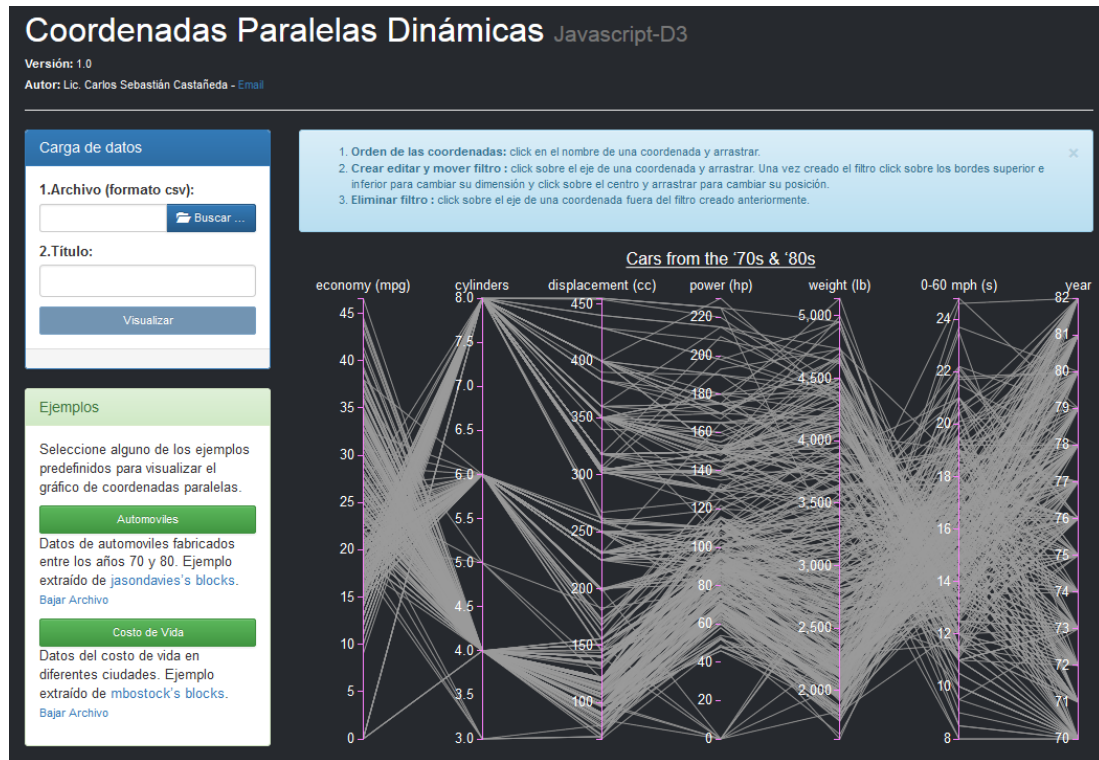 Coordenadas Paralelas Dinámicas Javascript-D3
Versión: 1.0
Autor: Lic. Carlos Sebastián Castañeda - Email
Carga de datos
1.Archivo (formato csv):
Buscar ...
2.Título:
Visualizar
Ejemplos
Seleccione alguno de los ejemplos
predefinidos para visualizar el
gráfico de coordenadas paralelas.
Automoviles
Datos de automoviles fabricados
entre los años 70 y 80. Ejemplo
extraído de jasondavies's blocks.
Bajar Archivo
Costo de Vida
Datos del costo de vida en
diferentes ciudades. Ejemplo
extraído de mbostock's blocks.
Bajar Archivo
1. Orden de las coordenadas: click en el nombre de una coordenada y arrastrar.
2. Crear editar y mover filtro : click sobre el eje de una coordenada y arrastrar. Una vez creado el filtro click sobre los bordes superior e
inferior para cambiar su dimensión y click sobre el centro y arrastrar para cambiar su posición.
3. Eliminar filtro : click sobre el eje de una coordenada fuera del filtro creado anteriormente.
×
Cars from the ‘70s & ‘80s
economy (mpg)
45
40
35
30
25
20
15
10
5
0
cylinders
8.0
7.5
7.0
6.5
6.0
5.5
5.0
4.5
4.0
3.5
3.0
displacement (cc)
450
400
350
300
250
200
150
100
power (hp)
220
200
180
160
140
120
100
80
60
40
20
0
weight (lb)
5,000
4,500
4,000
3,500
3,000
2,500
2,000
0-60 mph (s)
24
22
20
18
16
14
12
10
8
year
82
81
80
79
78
77
76
75
74
73
72
71
70